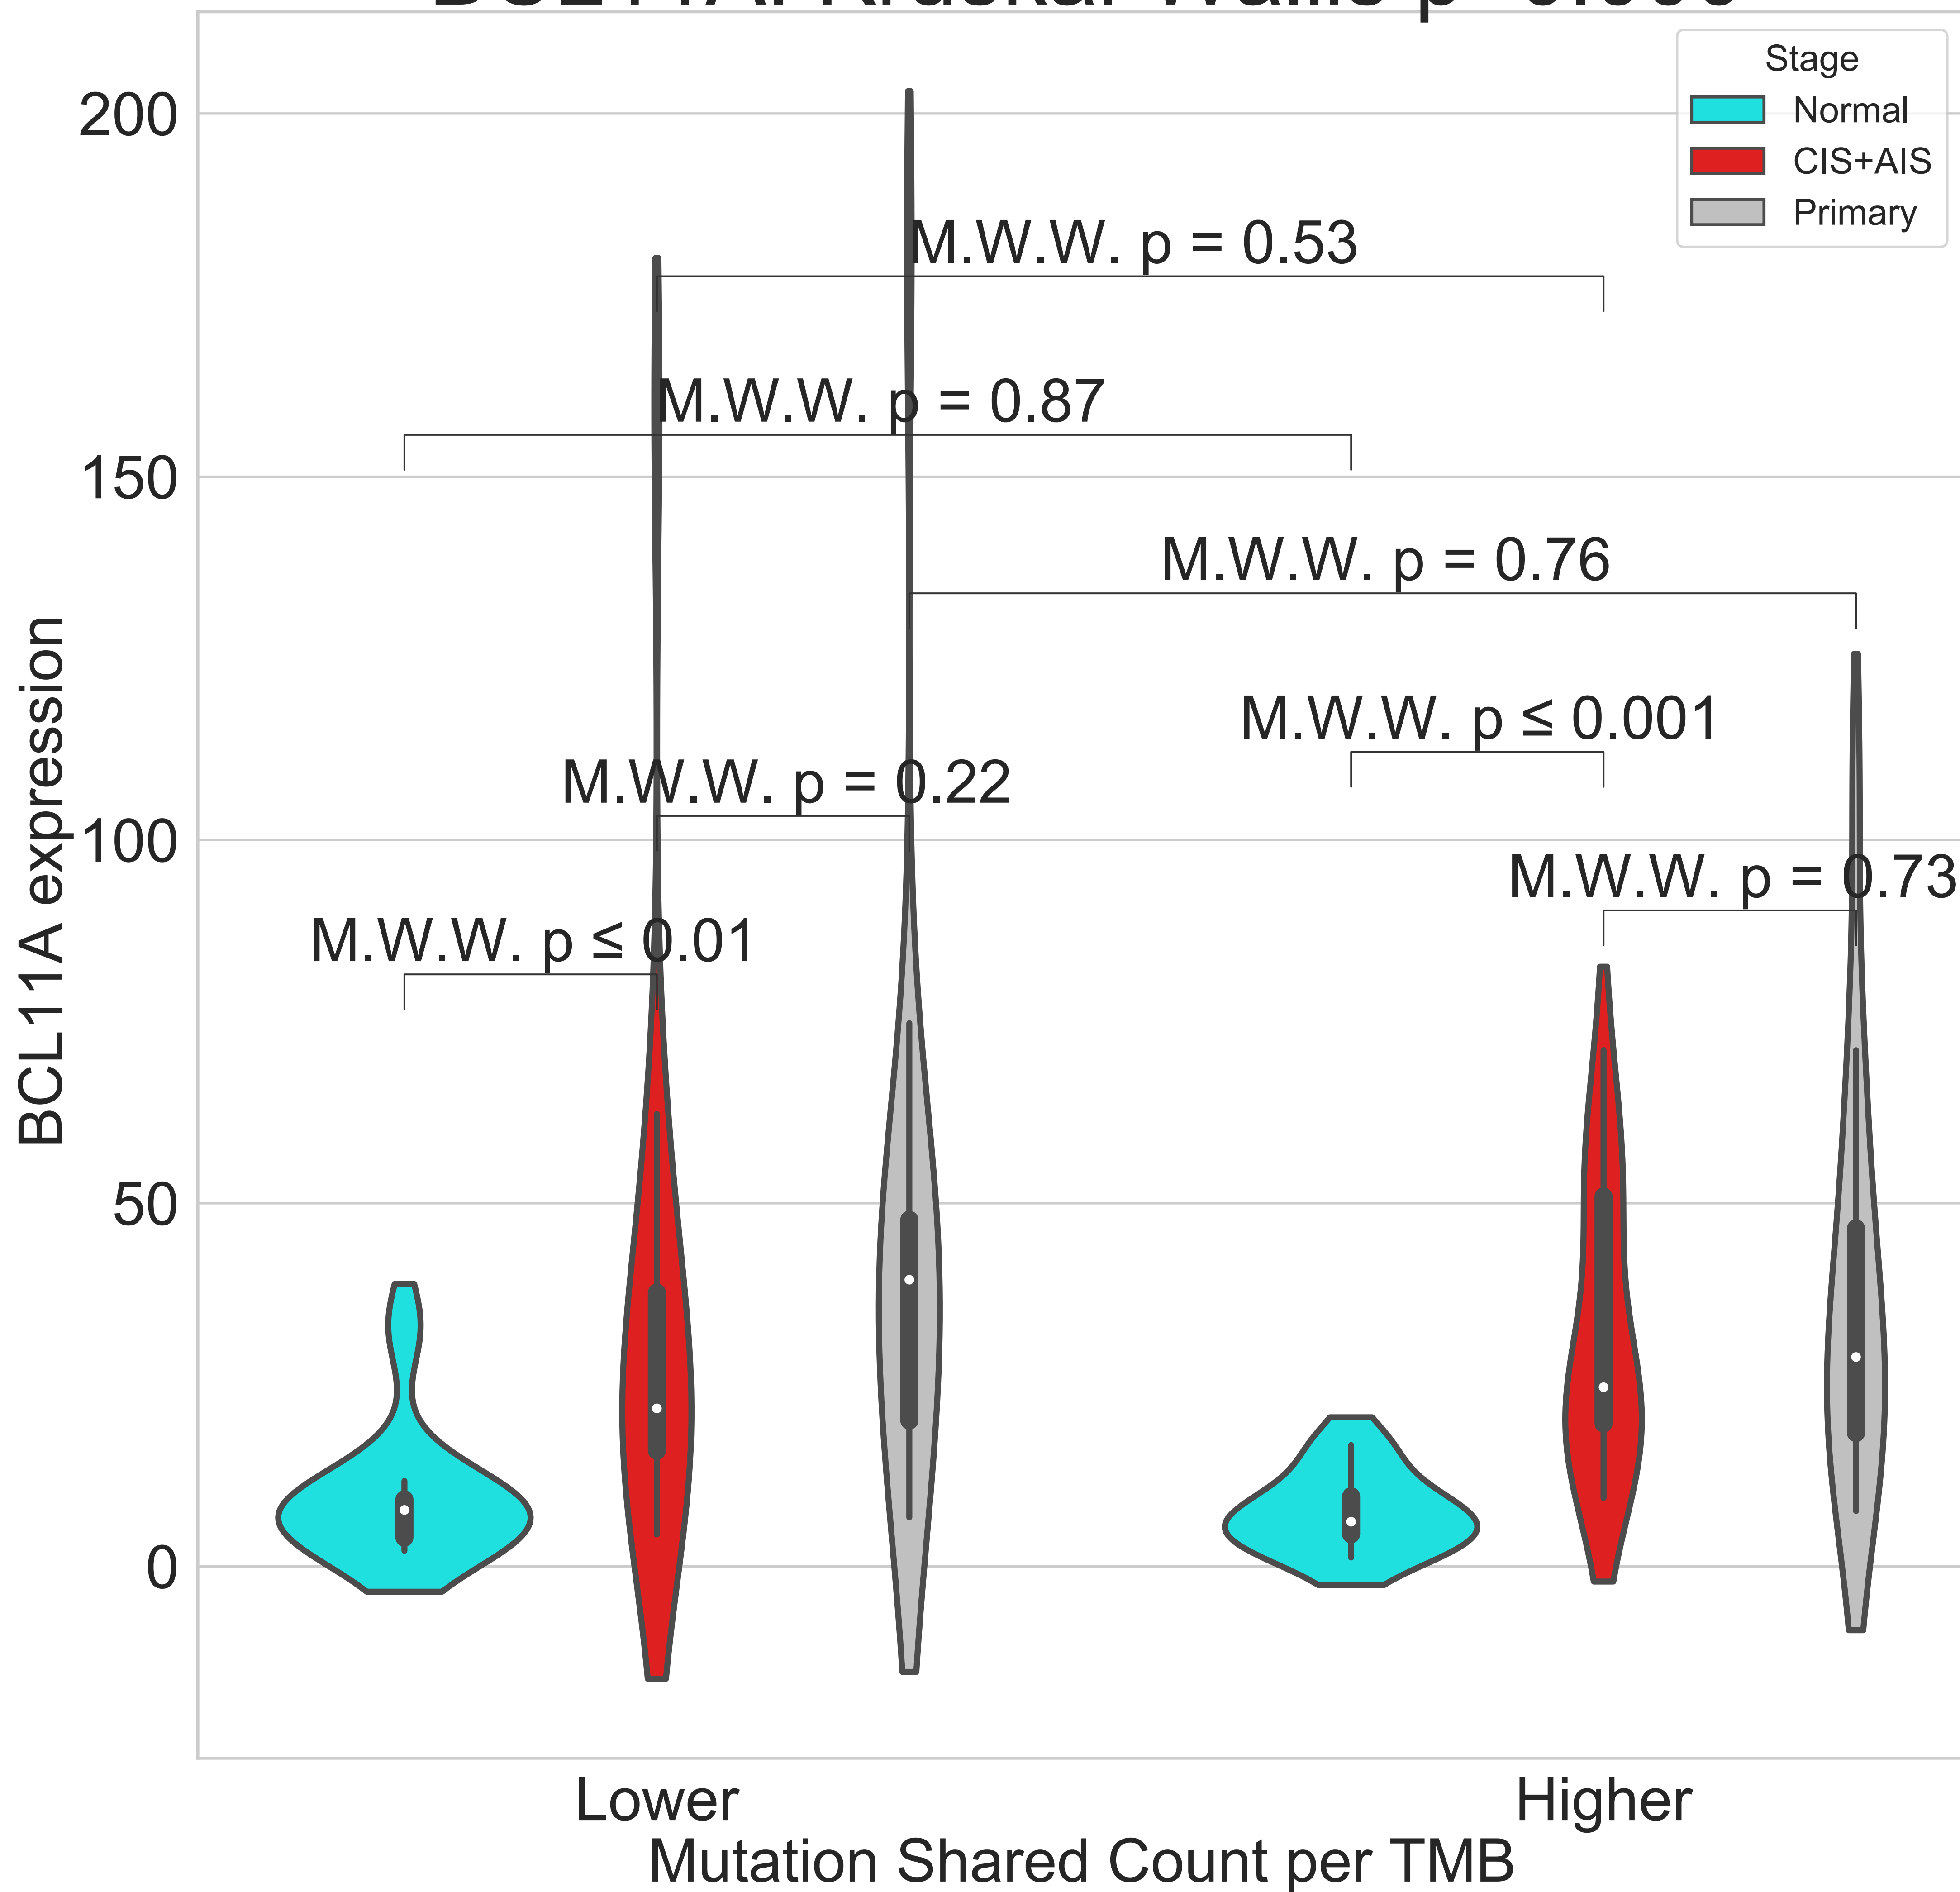 Stage
Normal
CIS+AIS
Primary
200
150
100
50
0
BCL11A expression
M.W.W. p = 0.53
M.W.W. p = 0.87
M.W.W. p = 0.76
M.W.W. p ≤ 0.001
M.W.W. p = 0.22
M.W.W. p = 0.73
M.W.W. p ≤ 0.01
Lower
Higher
Mutation Shared Count per TMB